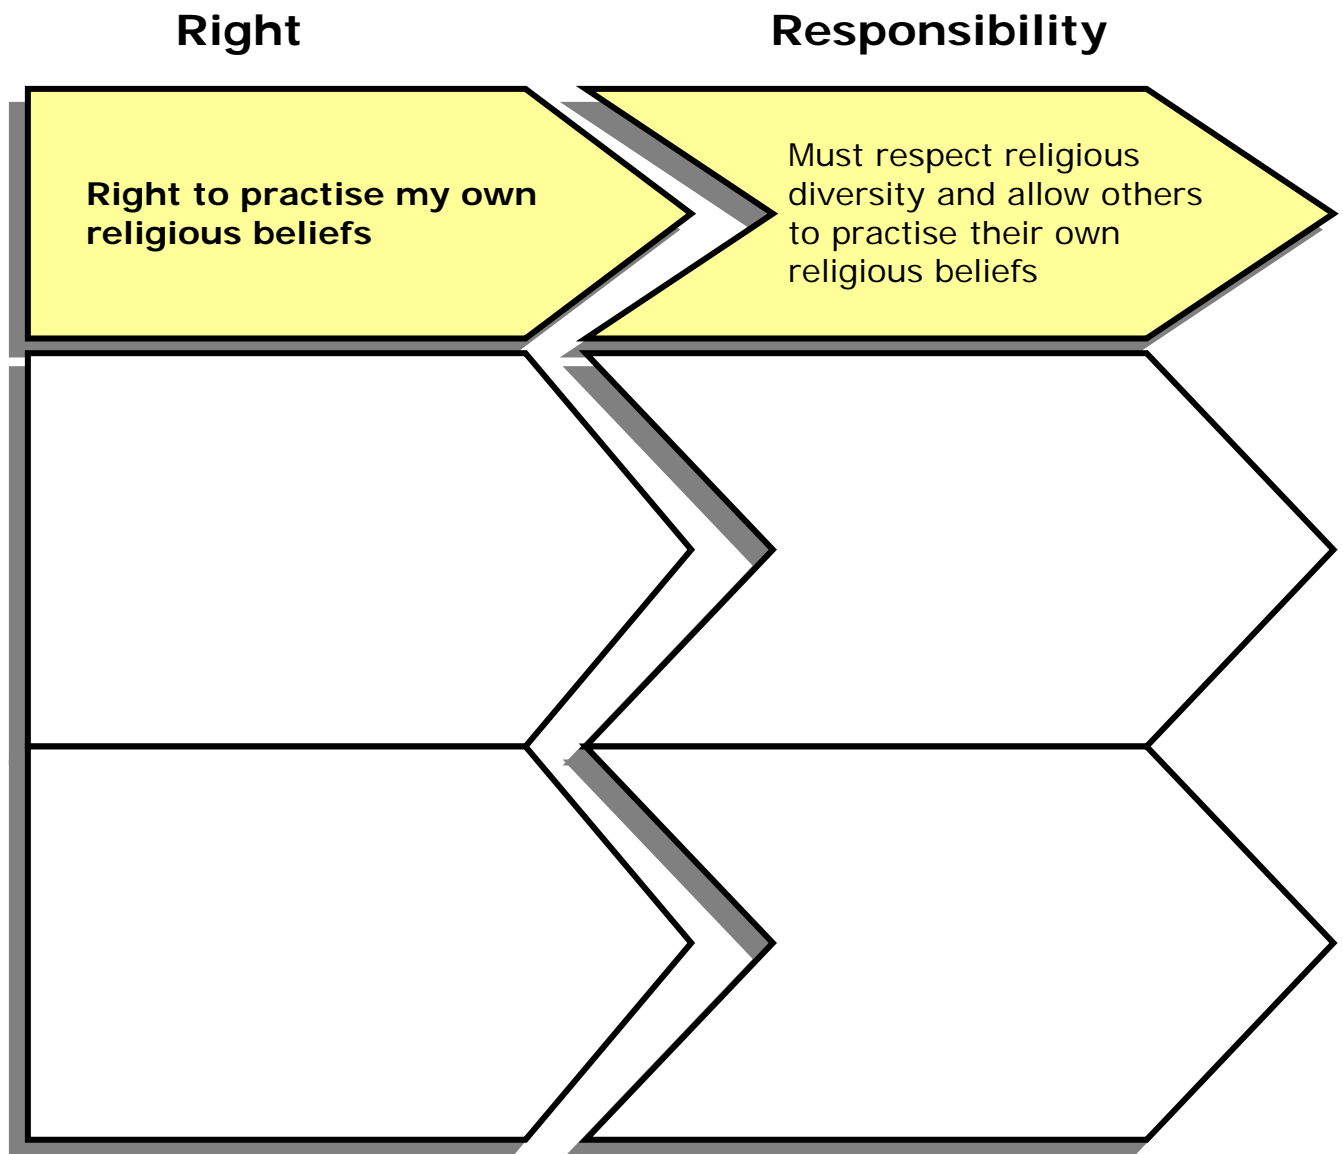 Right
Responsibility
Right to practise my own
religious beliefs
Must respect religious
diversity and allow others
to practise their own
religious beliefs